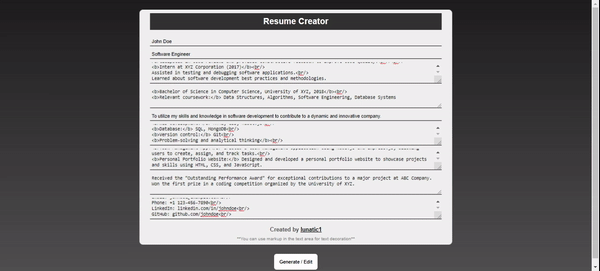 Resume Creator
John Doe
Software Engineer
<b>Intern at XYZ Corporation (2017)</b><br/>
Assisted in testing and debugging software applications.<br/>
Learned about software development best practices and methodologies.
<b>Bachelor of Science in Computer Science, University of XYZ, 2018</b><br/>
<b>Relevant coursework:</b> Data Structures, Algorithms, Software Engineering, Database Systems
To utilize my skills and knowledge in software development to contribute to a dynamic and innovative company.
<b>Database:</b> SQL, MongoDB<br/>
<b>Version control:</b> Git<br/>
<b>Problem-solving and analytical thinking</b><br/>
users to create, assign, and track tasks.<br/>
<b>Personal Portfolio Website:</b> Designed and developed a personal portfolio website to showcase projects
and skills using HTML, CSS, and JavaScript.
Received the "Outstanding Performance Award" for exceptional contributions to a major project at ABC Company.
Won the first prize in a coding competition organized by the University of XYZ.
Phone: +1 123-456-7890<br/>
LinkedIn: linkedin.com/in/johndoe<br/>
GitHub: github.com/johndoe<br/>
Created by lunatic1
**You can use markup in the text area for text decoration**
Generate / Edit